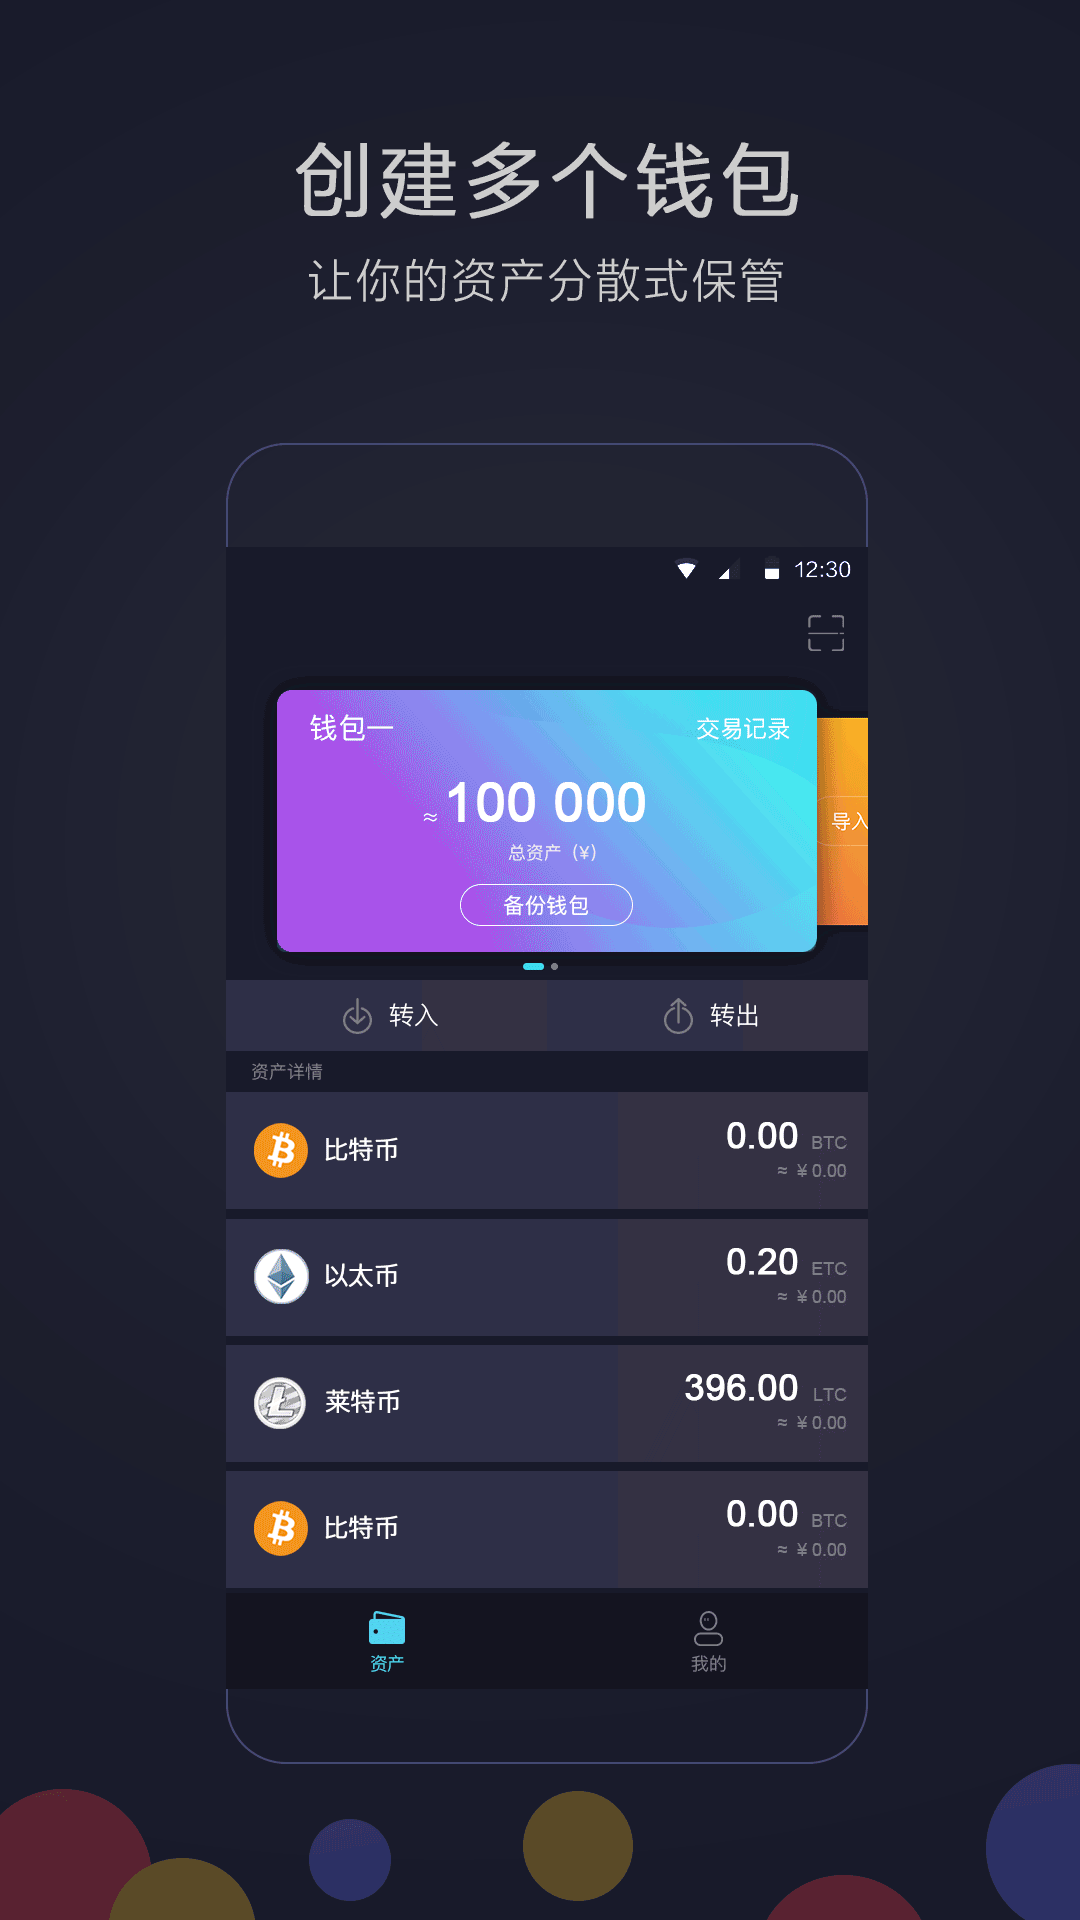 创建多个钱包
让你的资产分散式保管
12:30
钱包一 交易记录
≈ 100 000
导入
总资产 (¥)
备份钱包
转入 转出
资产详情
比特币 0.00 BTC
≈ ¥0.00
以太币 0.20 ETC
≈ ¥0.00
莱特币 396.00 LTC
≈ ¥0.00
比特币 0.00 BTC
≈ ¥0.00
资产 我的